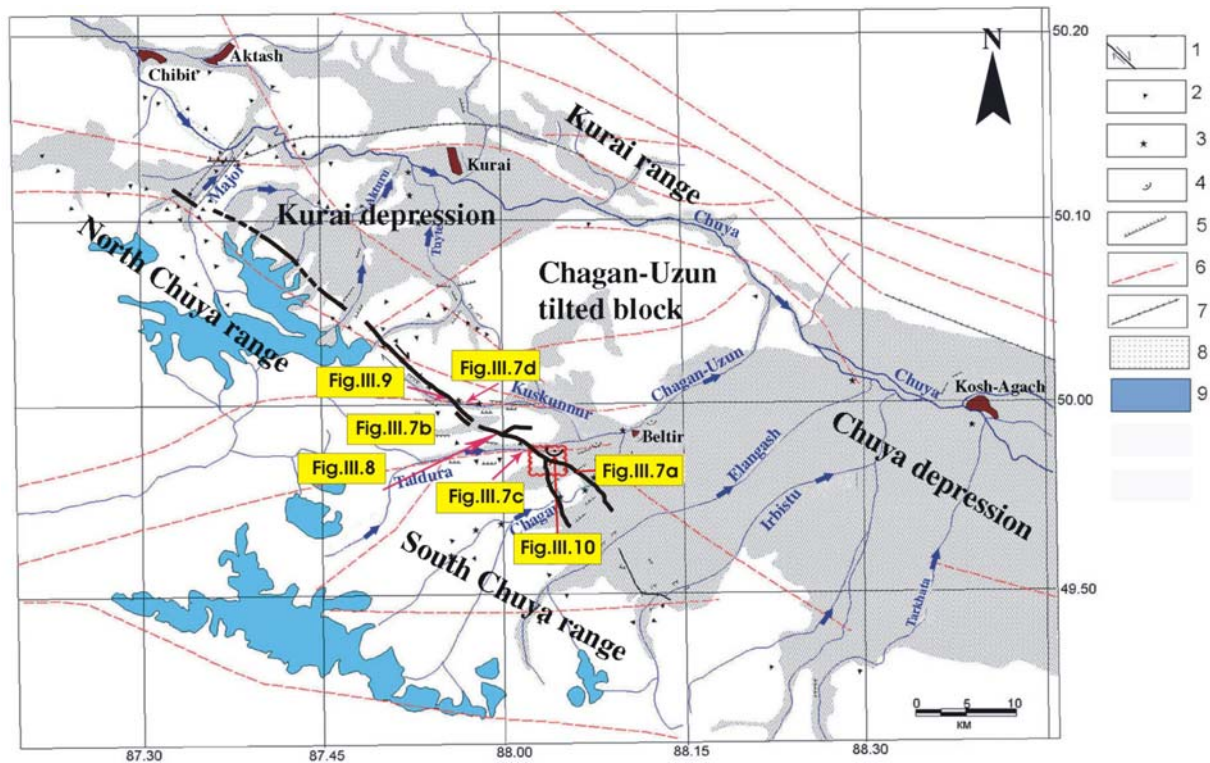 50.20
N
1
Aktash
Chibit
2
Kurai range
3
Kurai
4
Major
Akturu
5
50.10
Kurai depression
Chuya
6
North Chuya range
Chagan-Uzun
tilted block
7
8
Fig.III.7d
Fig.III.9
Kuskunnur
Chagan-Uzun
Chuya
Kosh-Agach
9
50.00
Fig.III.7b
Beltir
Chuya depression
Fig.III.8
Taldura
Fig.III.7a
Elangash
Fig.III.7c
Chagan
Irbistu
Fig.III.10
South Chuya range
49.50
Tarkhata
0 5 10
KM
87.30
87.45
88.00
88.15
88.30